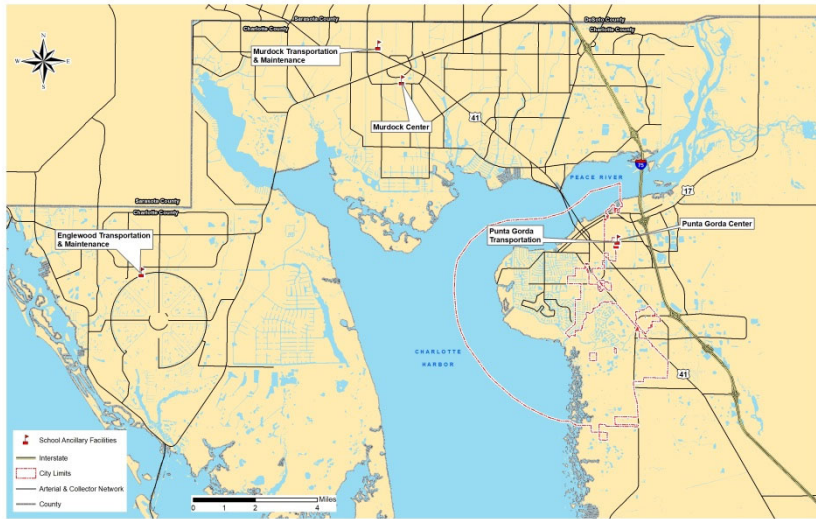 Sarasota County
Charlotte County
DeSoto County
Charlotte County
N
W E
S
Murdock Transportation
& Maintenance
Murdock Center
41
PEACE RIVER
75
17
Sarasota County
Charlotte County
Englewood Transportation
& Maintenance
Punta Gorda
Transportation
Punta Gorda Center
CHARLOTTE
HARBOR
41
School Ancillary Facilities
Interstate
City Limits
Arterial & Collector Network
County
Miles
0 1 2 4